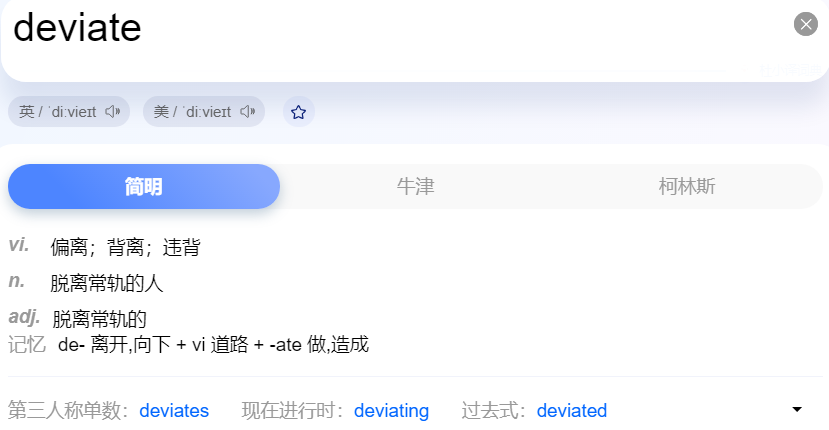 deviate
英 / ˈdiːvieɪt 美 / ˈdiːvieɪt
简明 牛津 柯林斯
vi. 偏离；背离；违背
n. 脱离常轨的人
adj. 脱离常轨的
记忆 de- 离开,向下 + vi 道路 + -ate 做,造成
第三人称单数： deviates 现在进行时： deviating 过去式： deviated